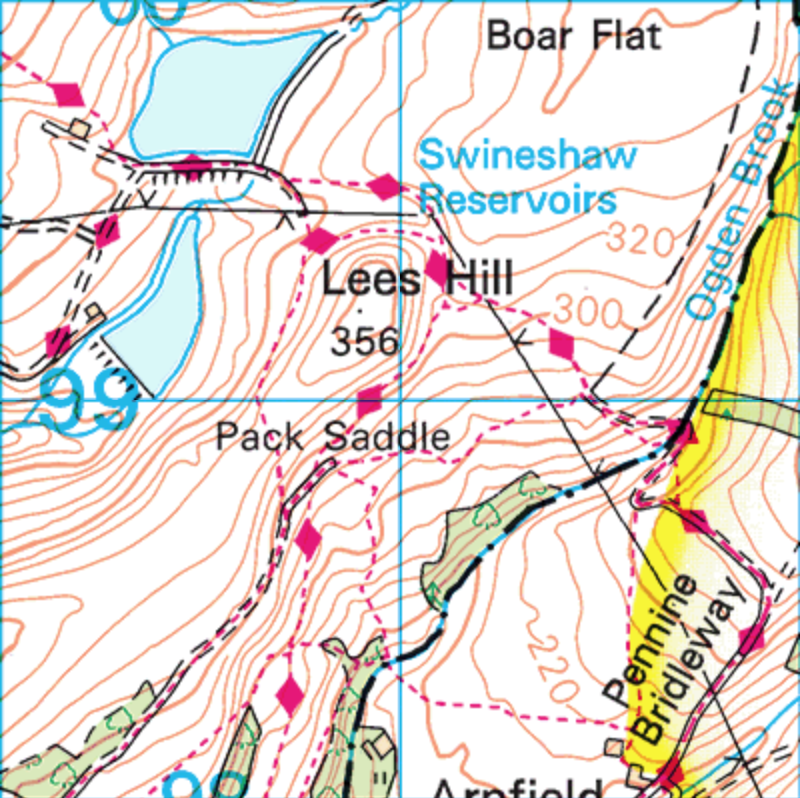 Boar Flat
Swineshaw
Reservoirs
Ogden Brook
320
Lees Hill
300
356
99
Pack Saddle
220
Pennine
Bridleway